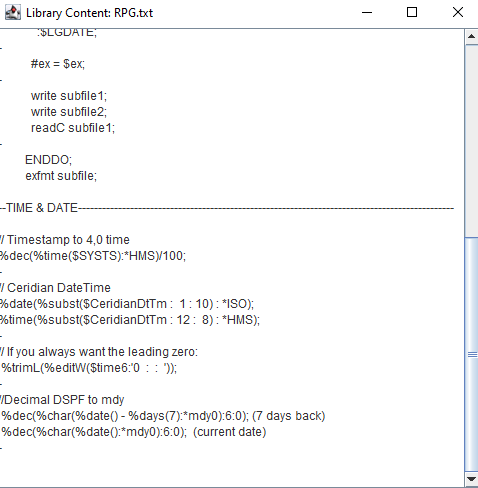 Library Content: RPG.txt
:$LGDATE;
-
#ex = $ex;
-
write subfile1;
write subfile2;
readC subfile1;
-
ENDDO;
exfmt subfile;
--TIME & DATE----------------------------------------------------------------------------------------------
// Timestamp to 4,0 time
%dec(%time($SYSTS):*HMS)/100;
-
// Ceridian DateTime
%date(%subst($CeridianDtTm : 1 : 10) : *ISO);
%time(%subst($CeridianDtTm : 12 : 8) : *HMS);
-
// If you always want the leading zero:
%trimL(%editW($time6:'0  :  :  '));
-
//Decimal DSPF to mdy
%dec(%char(%date() - %days(7):*mdy0):6:0); (7 days back)
%dec(%char(%date():*mdy0):6:0);  (current date)
-